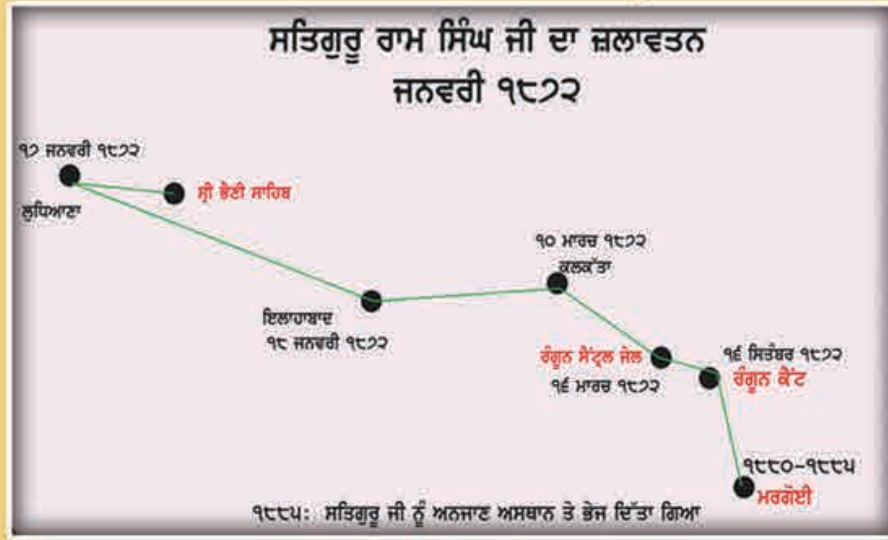 ਸਤਿਗੁਰੂ ਰਾਮ ਸਿੰਘ ਜੀ ਦਾ ਜ਼ਲਾਵਤਨ
ਜਨਵਰੀ ੧੮੭੨
੧੭ ਜਨਵਰੀ ੧੮੭੨
ਲੁਧਿਆਣਾ
ਸ੍ਰੀ ਭੈਣੀ ਸਾਹਿਬ
ਇਲਾਹਾਬਾਦ
੧੮ ਜਨਵਰੀ ੧੮੭੨
੧੦ ਮਾਰਚ ੧੮੭੨
ਕਲਕੱਤਾ
ਰੰਗੂਨ ਸੈਂਟ੍ਰਲ ਜੇਲ
੧੬ ਮਾਰਚ ੧੮੭੨
੧੬ ਸਿਤੰਬਰ ੧੮੭੨
ਰੰਗੂਨ ਕੈਂਟ
੧੮੮੦-੧੮੮੫
ਮਰਗੋਈ
੧੮੮੫: ਸਤਿਗੁਰੂ ਜੀ ਨੂੰ ਅਨਜਾਣ ਅਸਥਾਨ ਤੇ ਭੇਜ ਦਿੱਤਾ ਗਿਆ